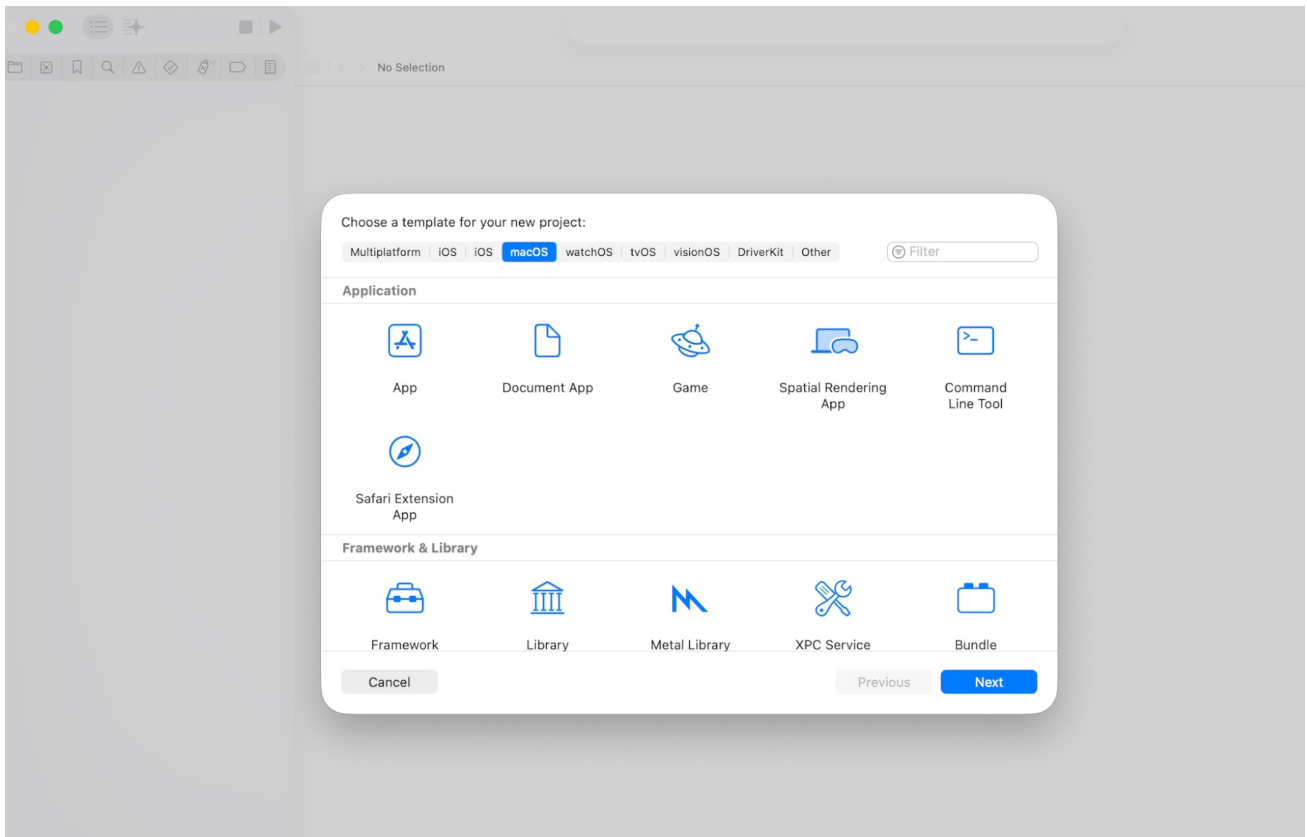 No Selection
Choose a template for your new project:
Multiplatform iOS iOS macOS watchOS tvOS visionOS DriverKit Other Filter
Application
App Document App Game Spatial Rendering App Command Line Tool
Safari Extension App
Framework & Library
Framework Library Metal Library XPC Service Bundle
Cancel Previous Next